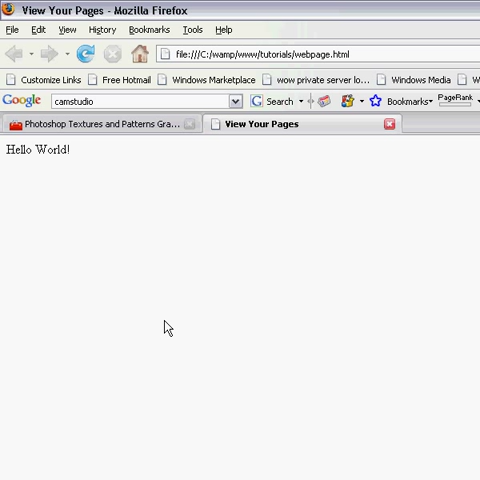 View Your Pages - Mozilla Firefox
File Edit View History Bookmarks Tools Help
file:///C:/wamp/www/tutorials/webpage.html
Customize Links Free Hotmail Windows Marketplace wow private server lo... Windows Media W
Google camstudio G Search Bookmarks PageRank
Photoshop Textures and Patterns Gra... View Your Pages
Hello World!